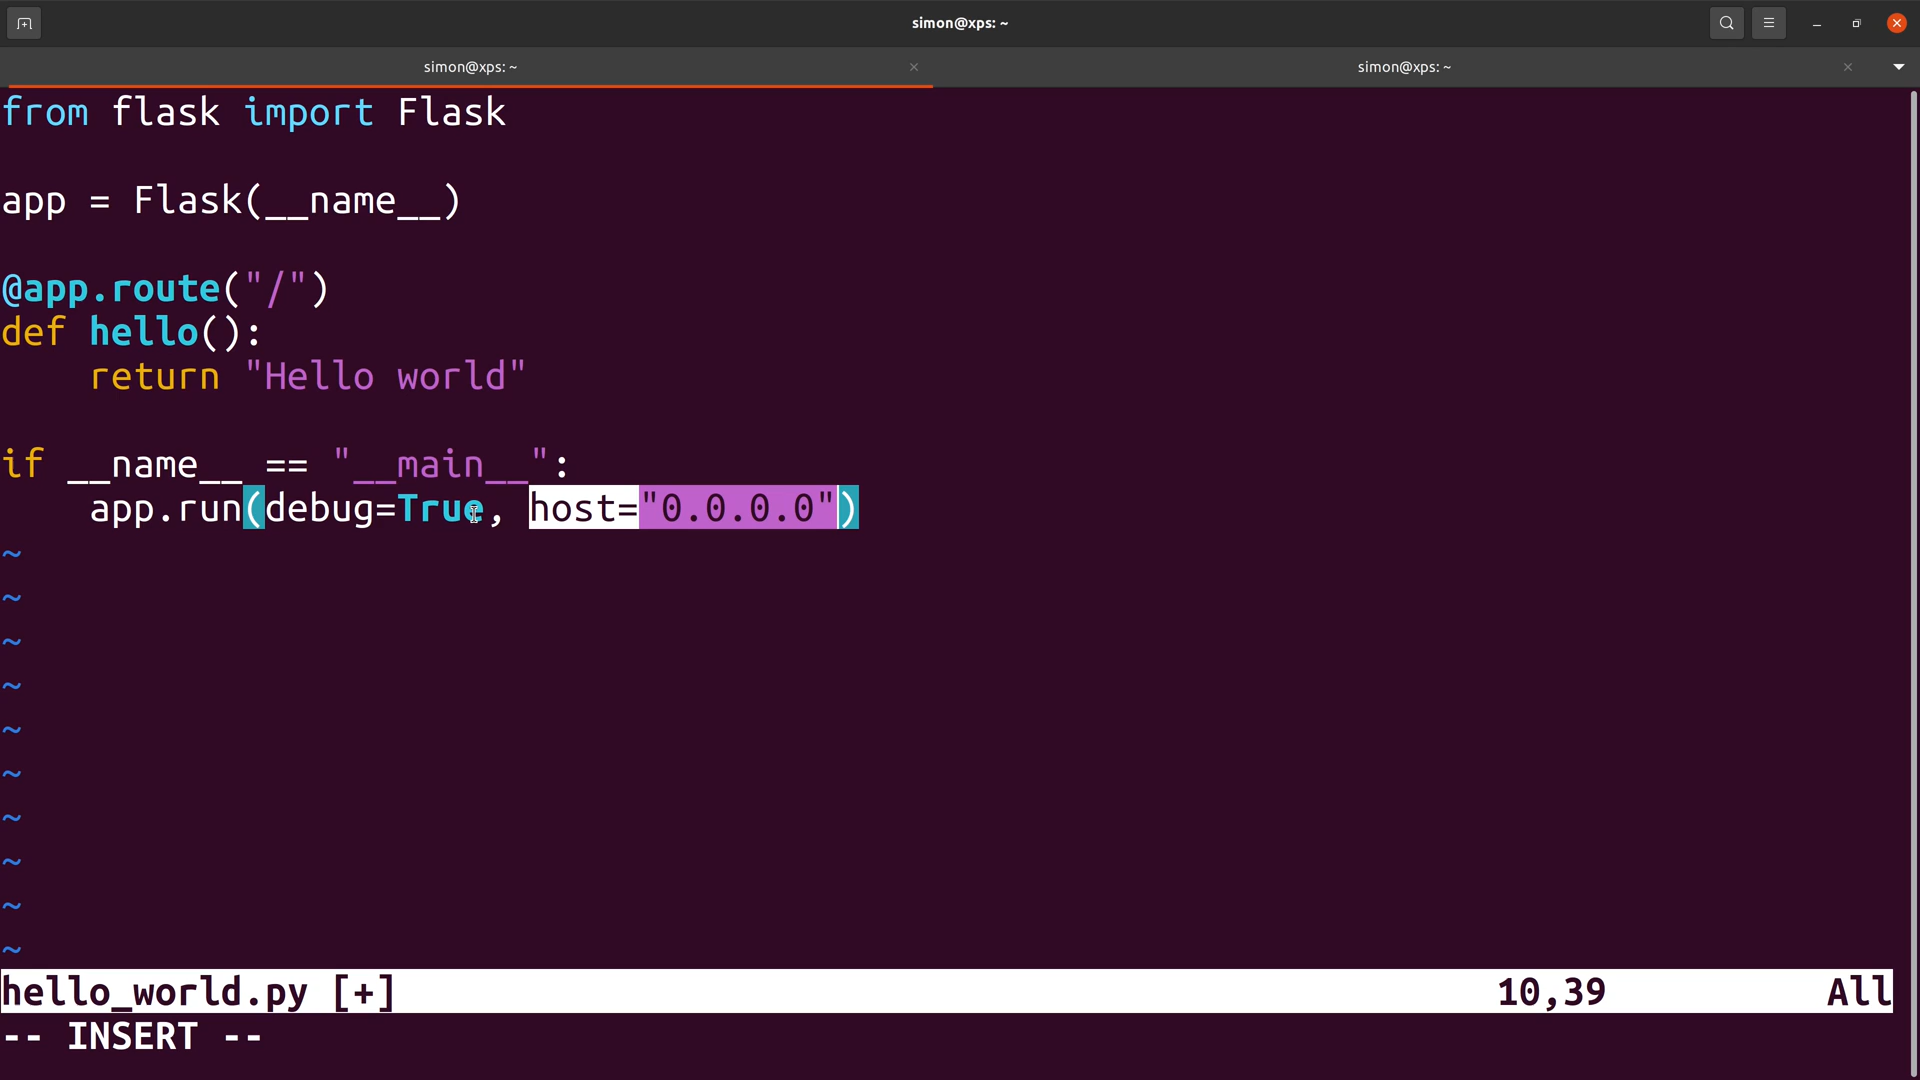 simon@xps: ~
simon@xps: ~
simon@xps: ~
from flask import Flask
app = Flask(__name__)
@app.route("/")
def hello():
    return "Hello world"
if __name__ == "__main__":
    app.run(debug=True, host="0.0.0.0")
~
~
~
~
~
~
~
~
~
~
hello_world.py [+] 10,39 All
-- INSERT --